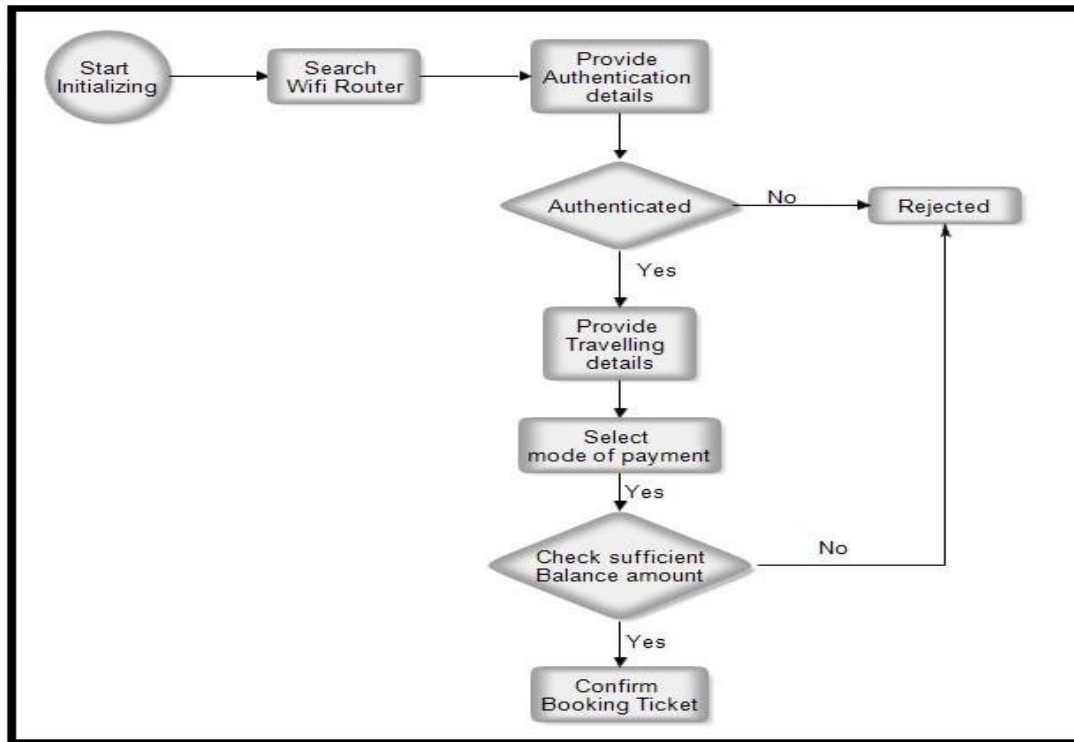 Start
Initializing
Search
Wifi Router
Provide
Authentication
details
Authenticated
No
Rejected
Yes
Provide
Travelling
details
Select
mode of payment
Yes
Check sufficient
Balance amount
No
Yes
Confirm
Booking Ticket